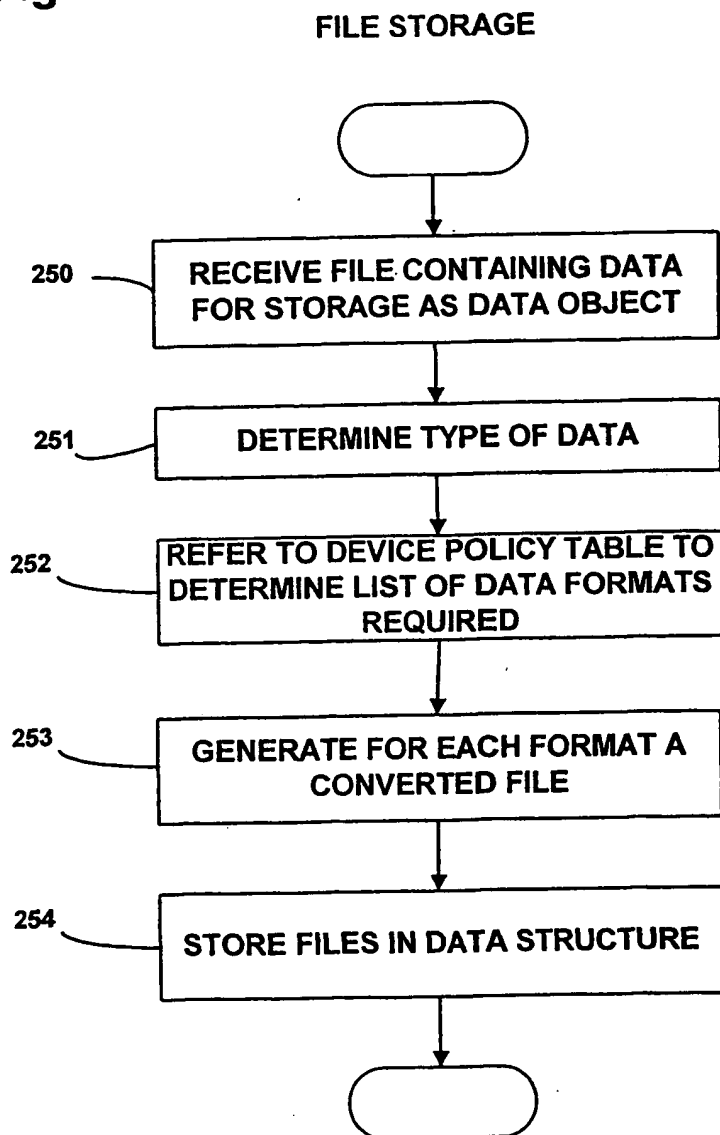 FILE STORAGE
250
RECEIVE FILE CONTAINING DATA
FOR STORAGE AS DATA OBJECT
251
DETERMINE TYPE OF DATA
252
REFER TO DEVICE POLICY TABLE TO
DETERMINE LIST OF DATA FORMATS
REQUIRED
253
GENERATE FOR EACH FORMAT A
CONVERTED FILE
254
STORE FILES IN DATA STRUCTURE